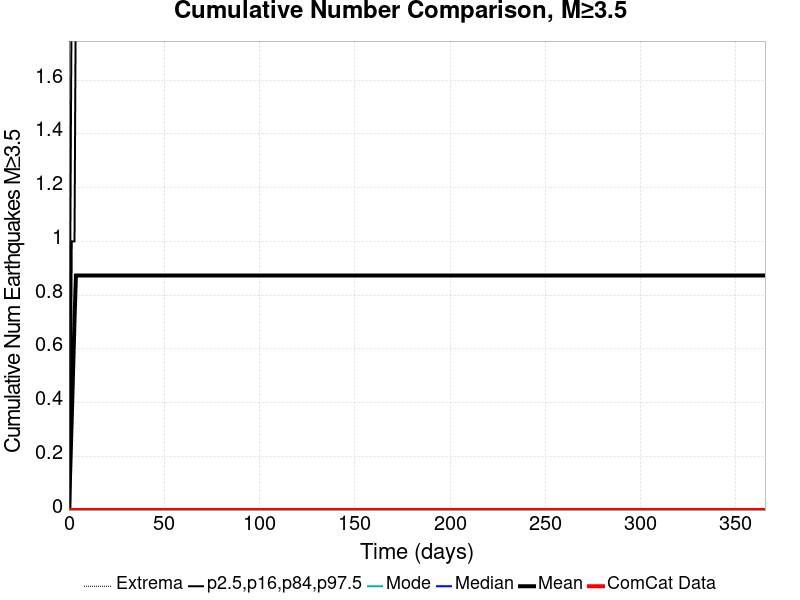 Cumulative Number Comparison, M≥3.5
Cumulative Num Earthquakes M≥3.5
1.6
1.4
1.2
1
0.8
0.6
0.4
0.2
0
0 50 100 150 200 250 300 350
Time (days)
Extrema p2.5,p16,p84,p97.5 Mode Median Mean ComCat Data